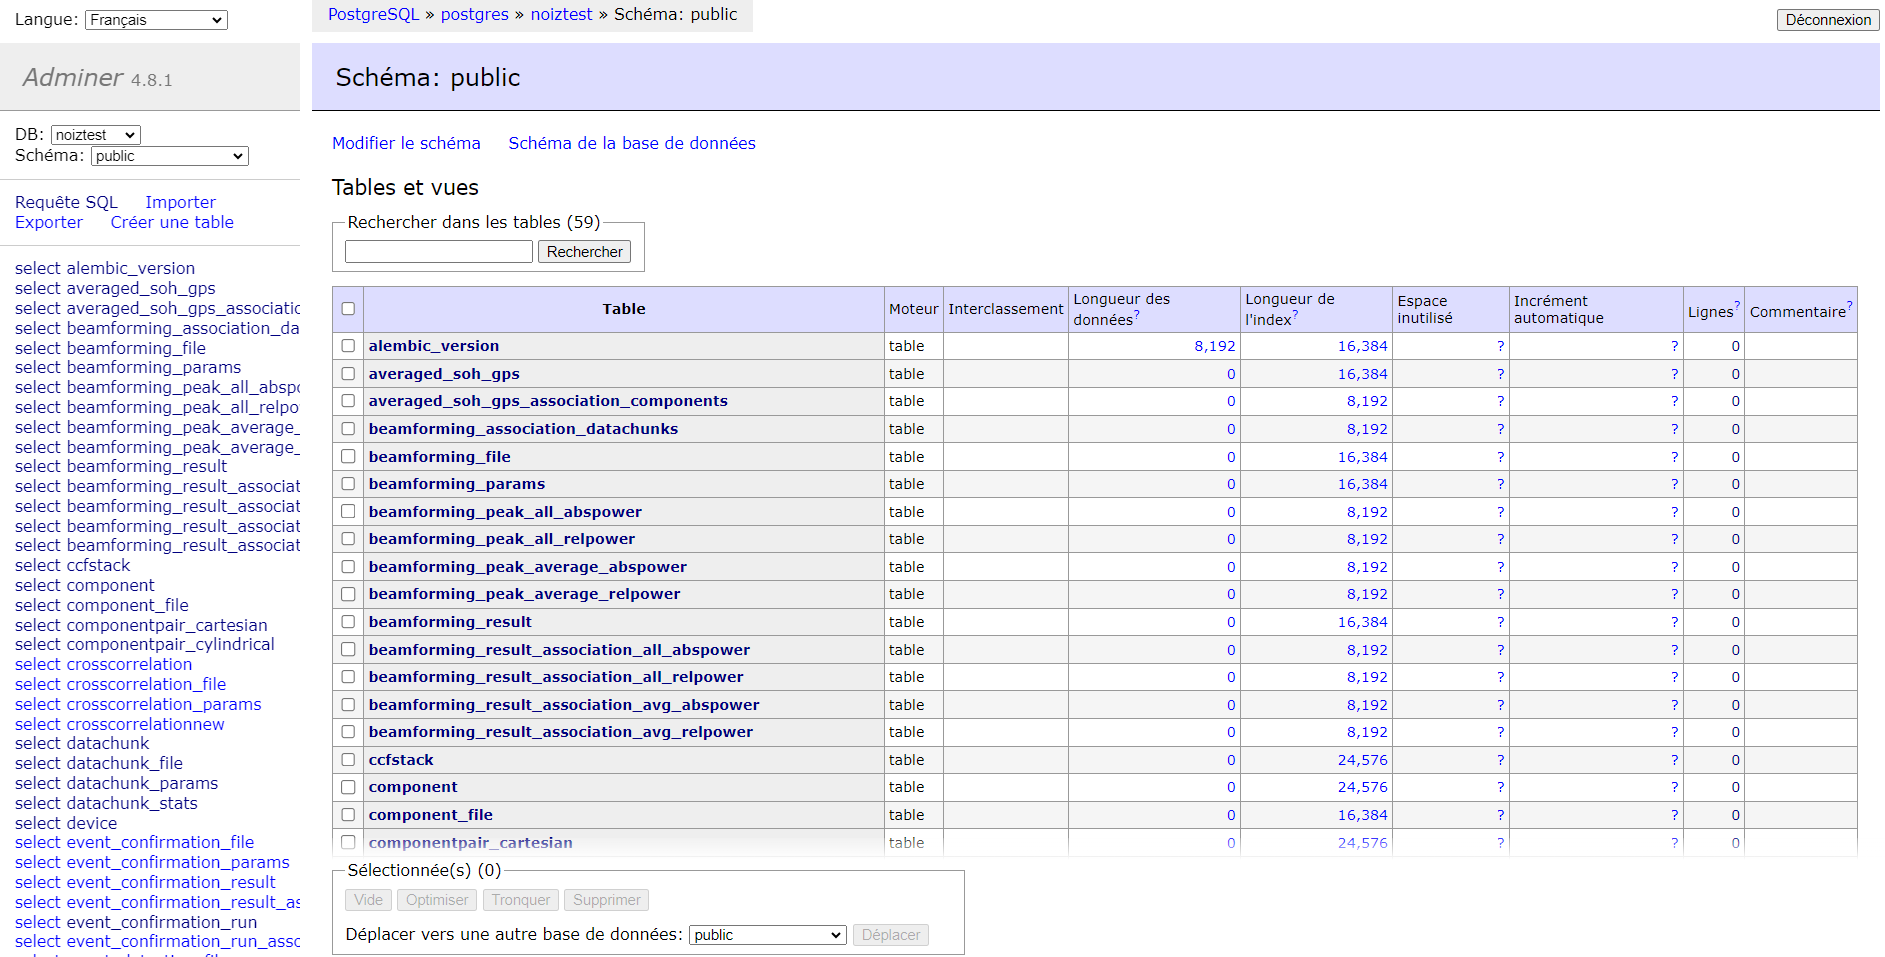 Langue: Français
PostgreSQL » postgres » noiztest » Schéma: public
Déconnexion
Adminer 4.8.1
Schéma: public
DB: noiztest
Schéma: public
Requête SQL Importer
Exporter Créer une table
select alembic_version
select averaged_soh_gps
select averaged_soh_gps_associatic
select beamforming_association_da
select beamforming_file
select beamforming_params
select beamforming_peak_all_abspo
select beamforming_peak_all_relpo
select beamforming_peak_average_
select beamforming_peak_average_
select beamforming_result
select beamforming_result_associat
select beamforming_result_associat
select beamforming_result_associat
select beamforming_result_associat
select ccfstack
select component
select component_file
select componentpair_cartesian
select componentpair_cylindrical
select crosscorrelation
select crosscorrelation_file
select crosscorrelation_params
select crosscorrelationnew
select datachunk
select datachunk_file
select datachunk_params
select datachunk_stats
select device
select event_confirmation_file
select event_confirmation_params
select event_confirmation_result
select event_confirmation_result_as
select event_confirmation_run
select event_confirmation_run_assc
Modifier le schéma Schéma de la base de données
Tables et vues
Rechercher dans les tables (59)
Rechercher
Table Moteur Interclassement Longueur des données? Longueur de l'index? Espace inutilisé Incrément automatique Lignes? Commentaire?
alembic_version table 8,192 16,384 ? ? 0
averaged_soh_gps table 0 16,384 ? ? 0
averaged_soh_gps_association_components table 0 8,192 ? ? 0
beamforming_association_datachunks table 0 8,192 ? ? 0
beamforming_file table 0 16,384 ? ? 0
beamforming_params table 0 16,384 ? ? 0
beamforming_peak_all_abspower table 0 8,192 ? ? 0
beamforming_peak_all_relpower table 0 8,192 ? ? 0
beamforming_peak_average_abspower table 0 8,192 ? ? 0
beamforming_peak_average_relpower table 0 8,192 ? ? 0
beamforming_result table 0 16,384 ? ? 0
beamforming_result_association_all_abspower table 0 8,192 ? ? 0
beamforming_result_association_all_relpower table 0 8,192 ? ? 0
beamforming_result_association_avg_abspower table 0 8,192 ? ? 0
beamforming_result_association_avg_relpower table 0 8,192 ? ? 0
ccfstack table 0 24,576 ? ? 0
component table 0 24,576 ? ? 0
component_file table 0 16,384 ? ? 0
componentpair_cartesian table 0 24,576 ? ? 0
Sélectionnée(s) (0)
Vide Optimiser Tronquer Supprimer
Déplacer vers une autre base de données: public Déplacer